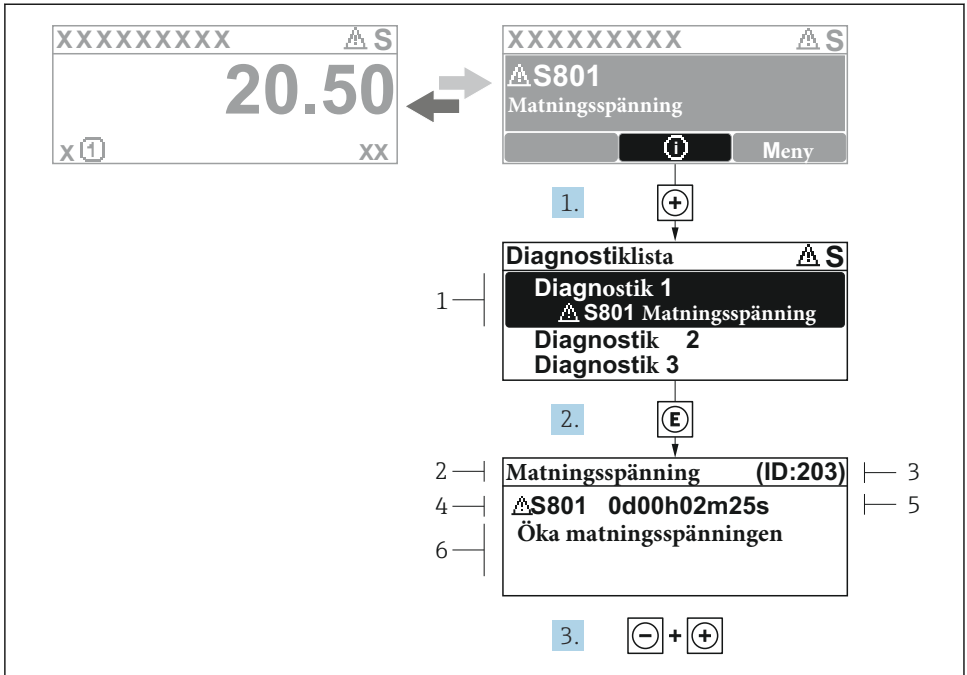 XXXXXXXXX ⚠ S
20.50
X ① XX
XXXXXXXXX ⚠ S
⚠ S801
Matningsspänning
ⓘ Meny
1. ⊕
Diagnostiklista ⚠ S
1
Diagnostik 1
⚠ S801 Matningsspänning
Diagnostik 2
Diagnostik 3
2. Ⓔ
2 Matningsspänning (ID:203) 3
4 ⚠S801 0d00h02m25s 5
6 Öka matningsspänningen
3. ⊖ + ⊕